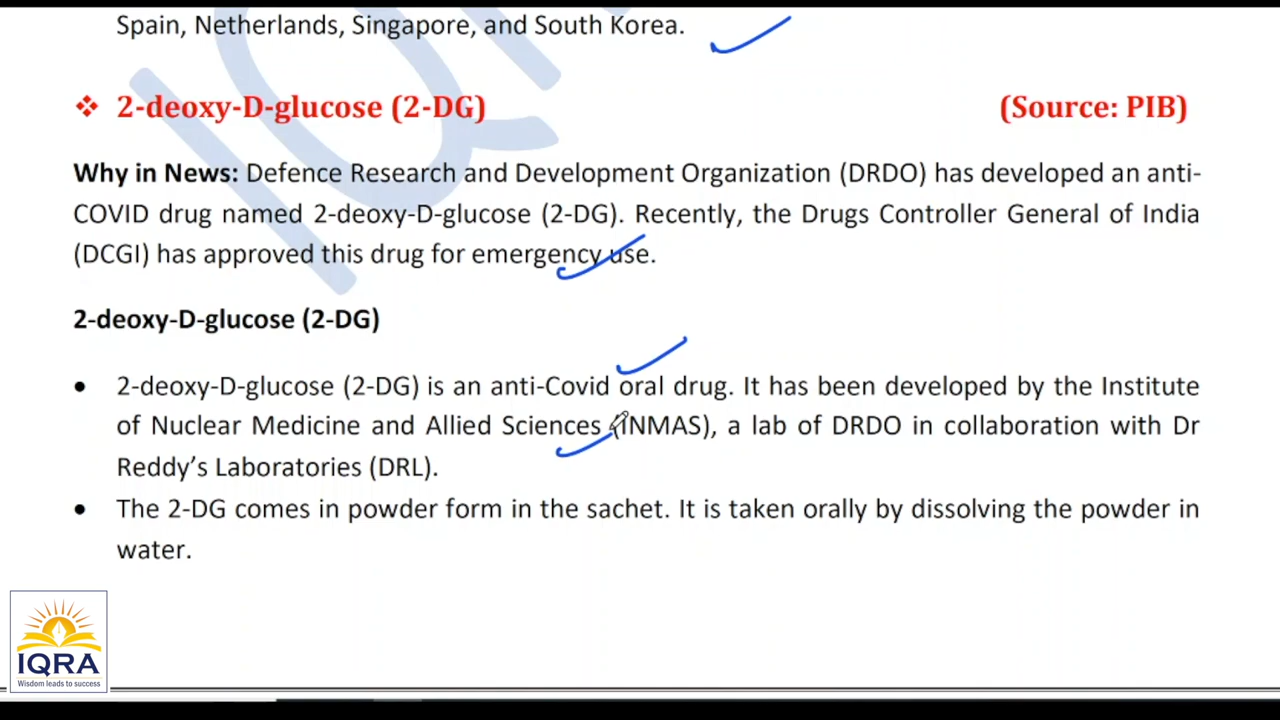 Spain, Netherlands, Singapore, and South Korea.
❖ 2-deoxy-D-glucose (2-DG) (Source: PIB)
Why in News: Defence Research and Development Organization (DRDO) has developed an anti-
COVID drug named 2-deoxy-D-glucose (2-DG). Recently, the Drugs Controller General of India
(DCGI) has approved this drug for emergency use.
2-deoxy-D-glucose (2-DG)
• 2-deoxy-D-glucose (2-DG) is an anti-Covid oral drug. It has been developed by the Institute
of Nuclear Medicine and Allied Sciences (INMAS), a lab of DRDO in collaboration with Dr
Reddy’s Laboratories (DRL).
• The 2-DG comes in powder form in the sachet. It is taken orally by dissolving the powder in
water.
IQRA
Wisdom leads to success